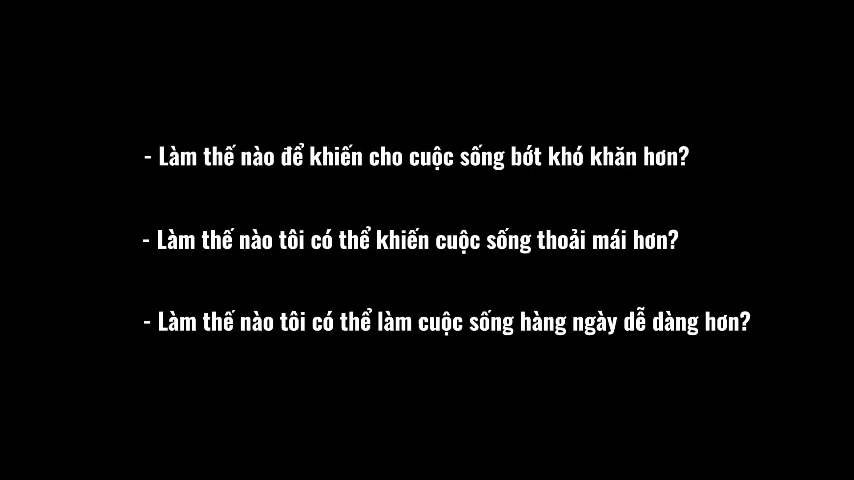 - Làm thế nào để khiến cho cuộc sống bớt khó khăn hơn?
- Làm thế nào tôi có thể khiến cuộc sống thoải mái hơn?
- Làm thế nào tôi có thể làm cuộc sống hàng ngày dễ dàng hơn?